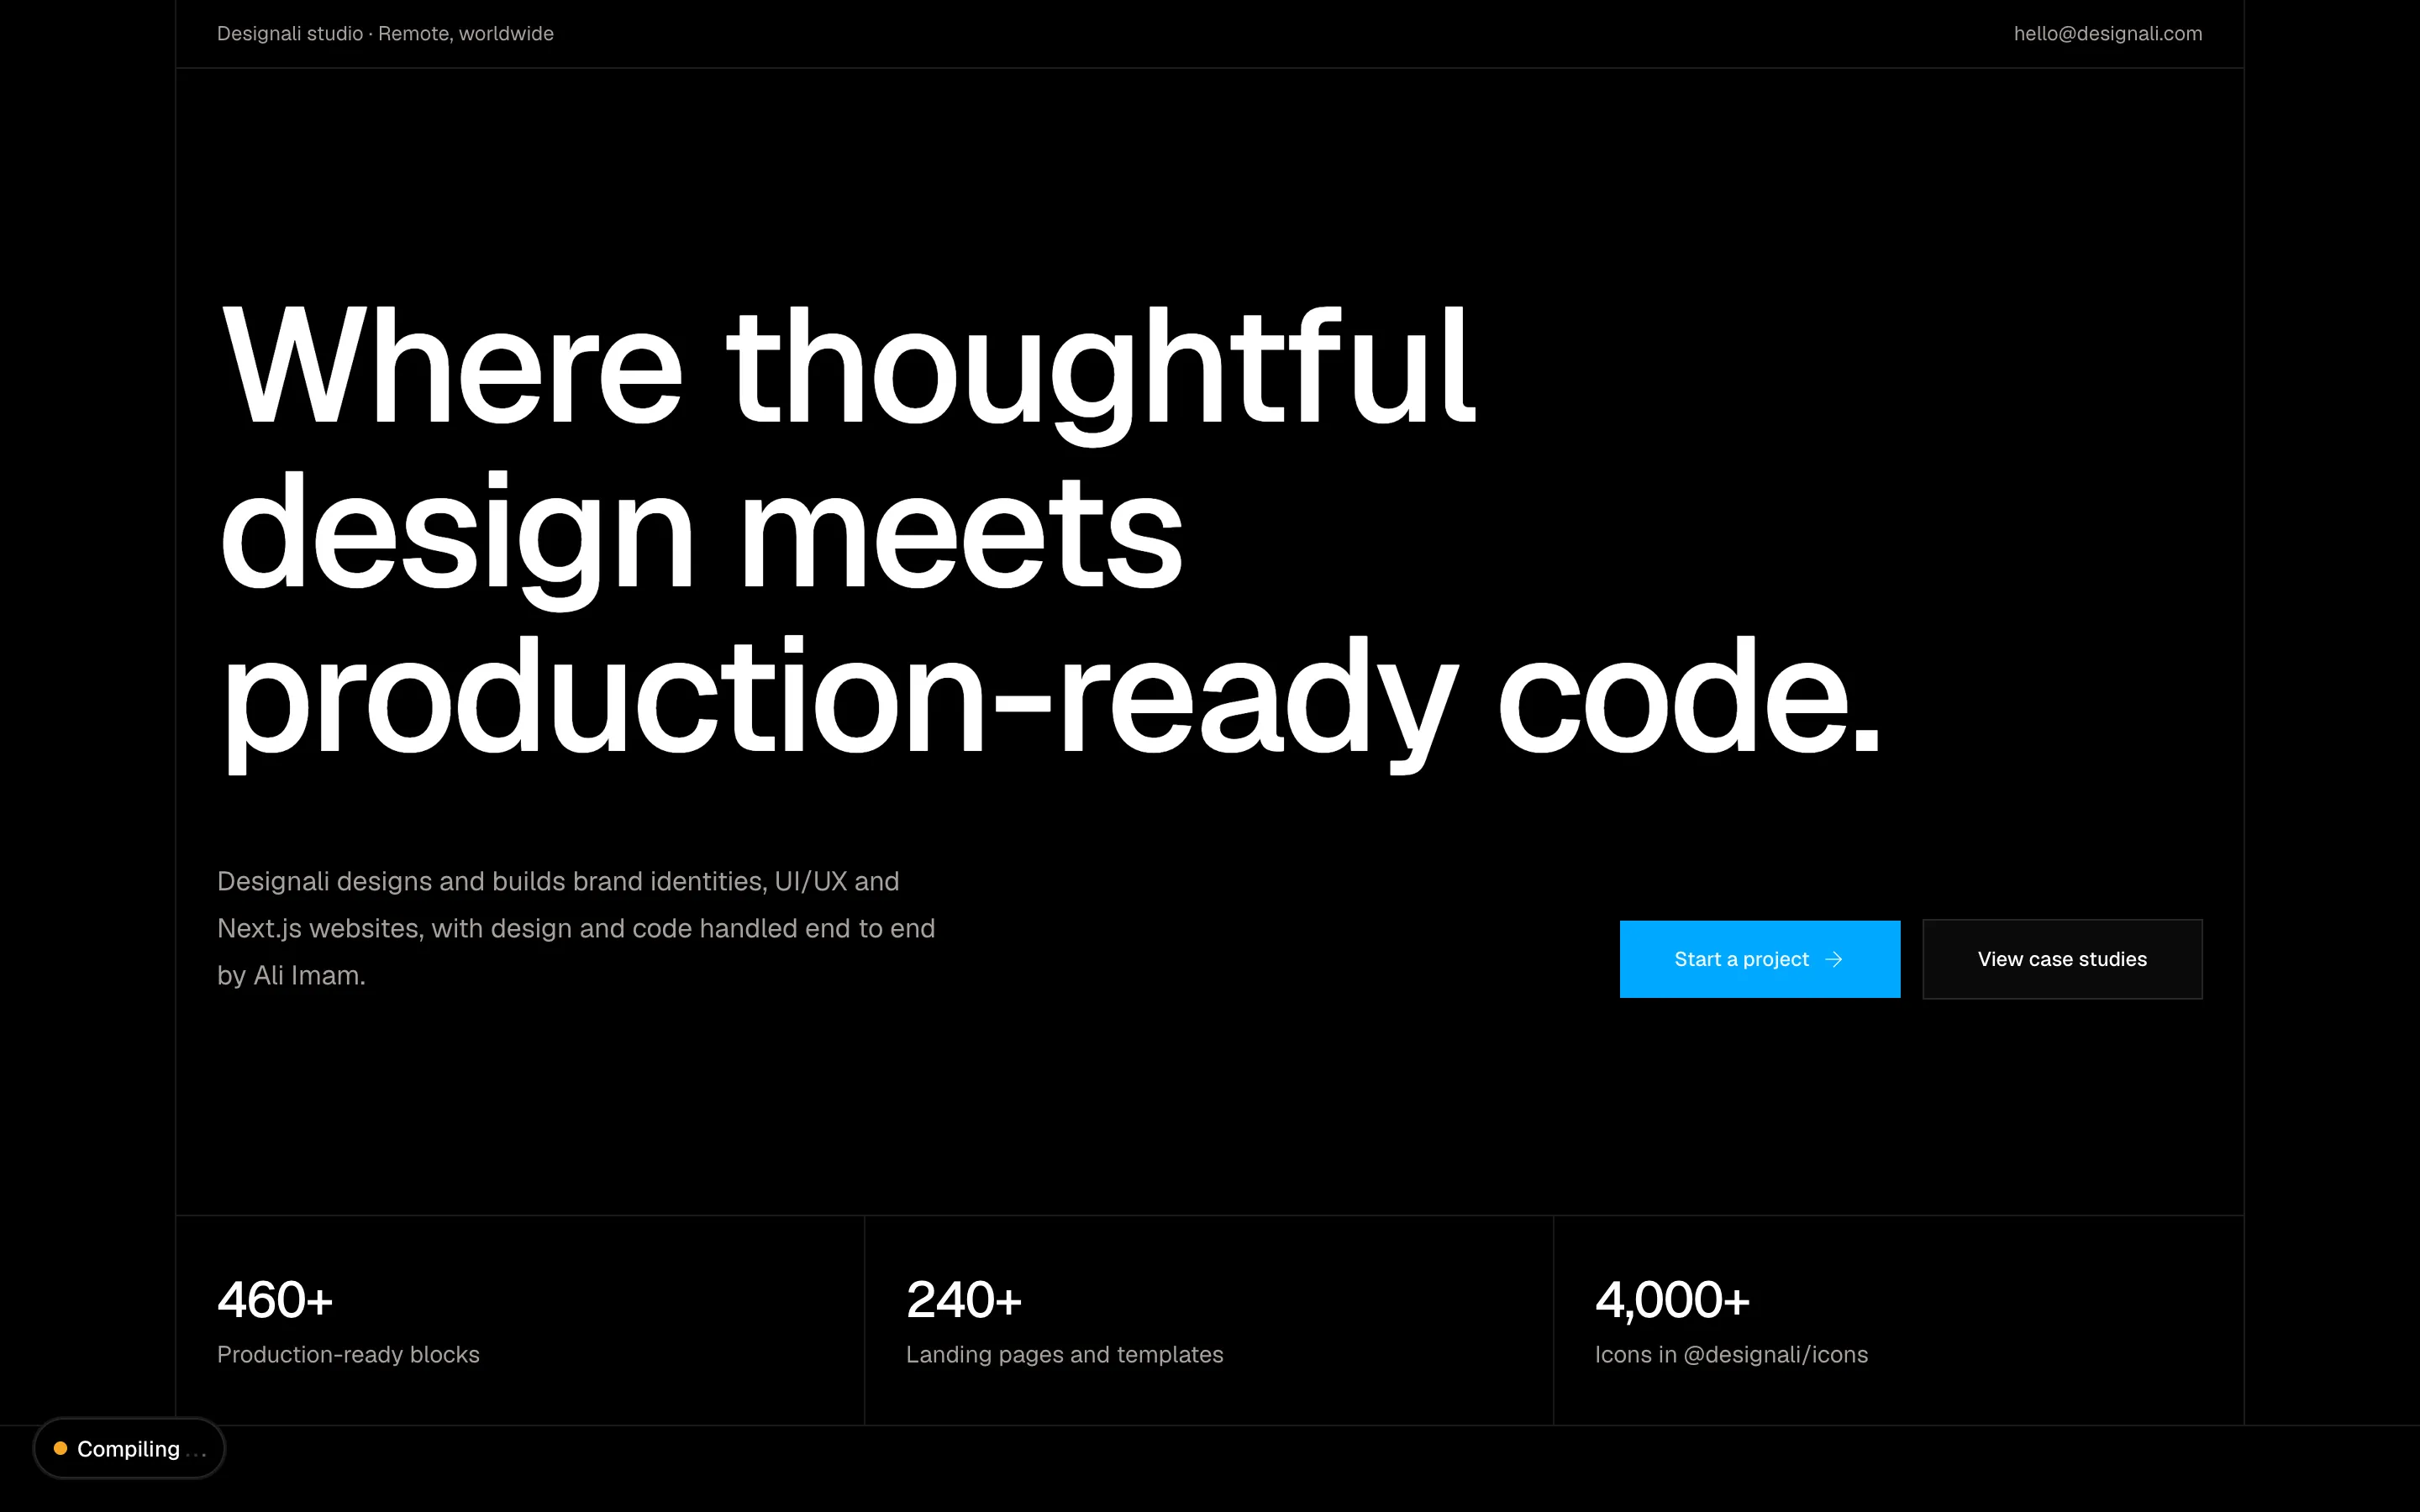 Designali studio · Remote, worldwide
hello@designali.com
Where thoughtful
design meets
production-ready code.
Designali designs and builds brand identities, UI/UX and
Next.js websites, with design and code handled end to end
by Ali Imam.
Start a project →
View case studies
460+
Production-ready blocks
240+
Landing pages and templates
4,000+
Icons in @designali/icons
Compiling ...